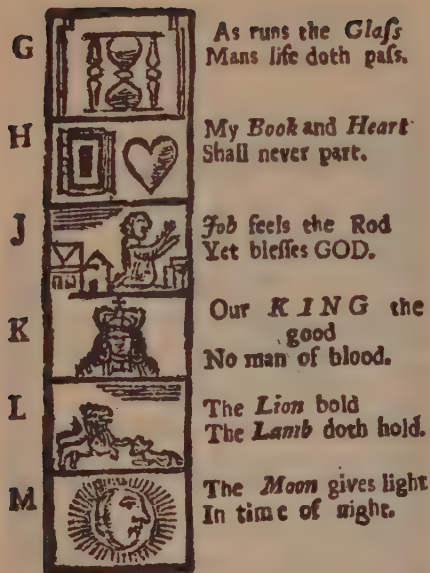 G
As runs the Glaſs
Mans life doth paſs.
H
My Book and Heart
Shall never part.
J
Job feels the Rod
Yet bleſſes GOD.
K
Our KING the
good
No man of blood.
L
The Lion bold
The Lamb doth hold.
M
The Moon gives light
In time of night.